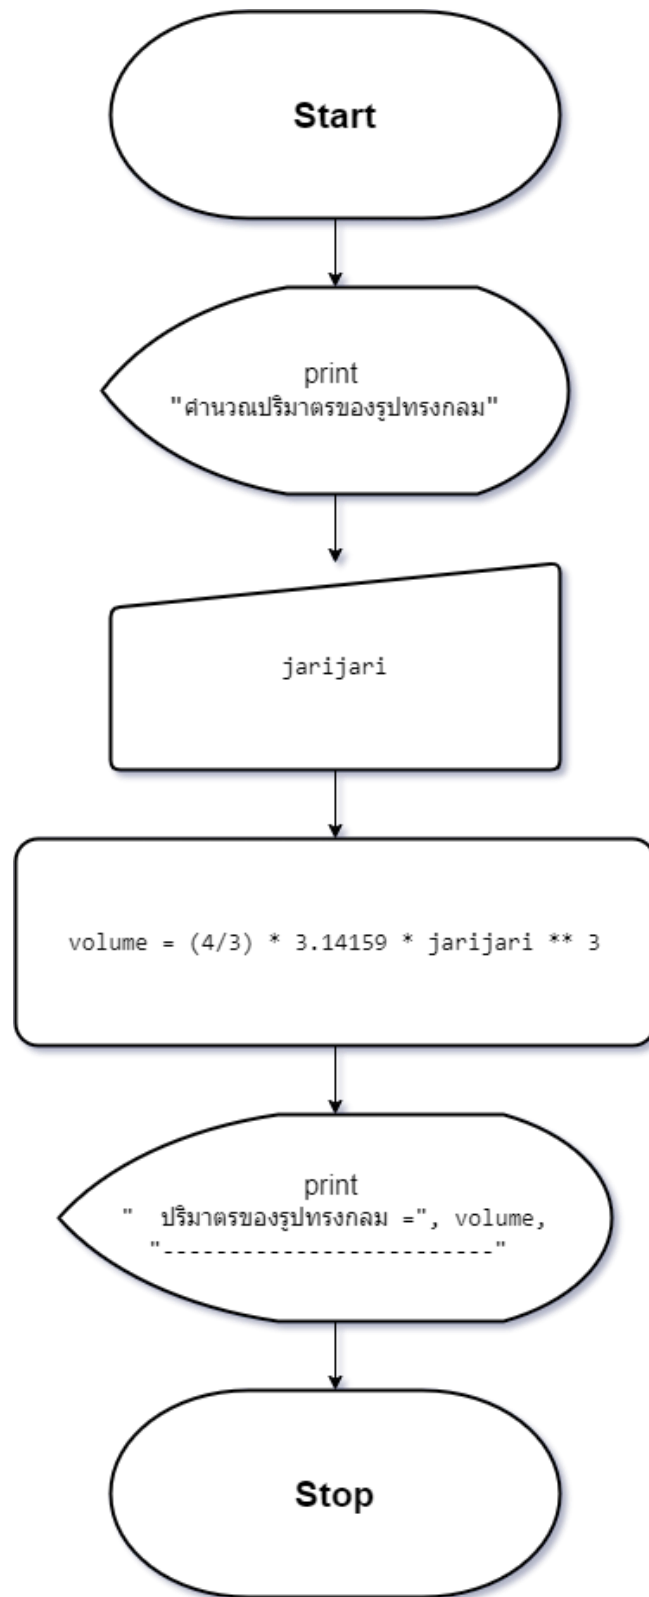 Start
print
"คำนวณปริมาตรของรูปทรงกลม"
jarijari
volume = (4/3) * 3.14159 * jarijari ** 3
print
"  ปริมาตรของรูปทรงกลม =", volume,
"-------------------------"
Stop